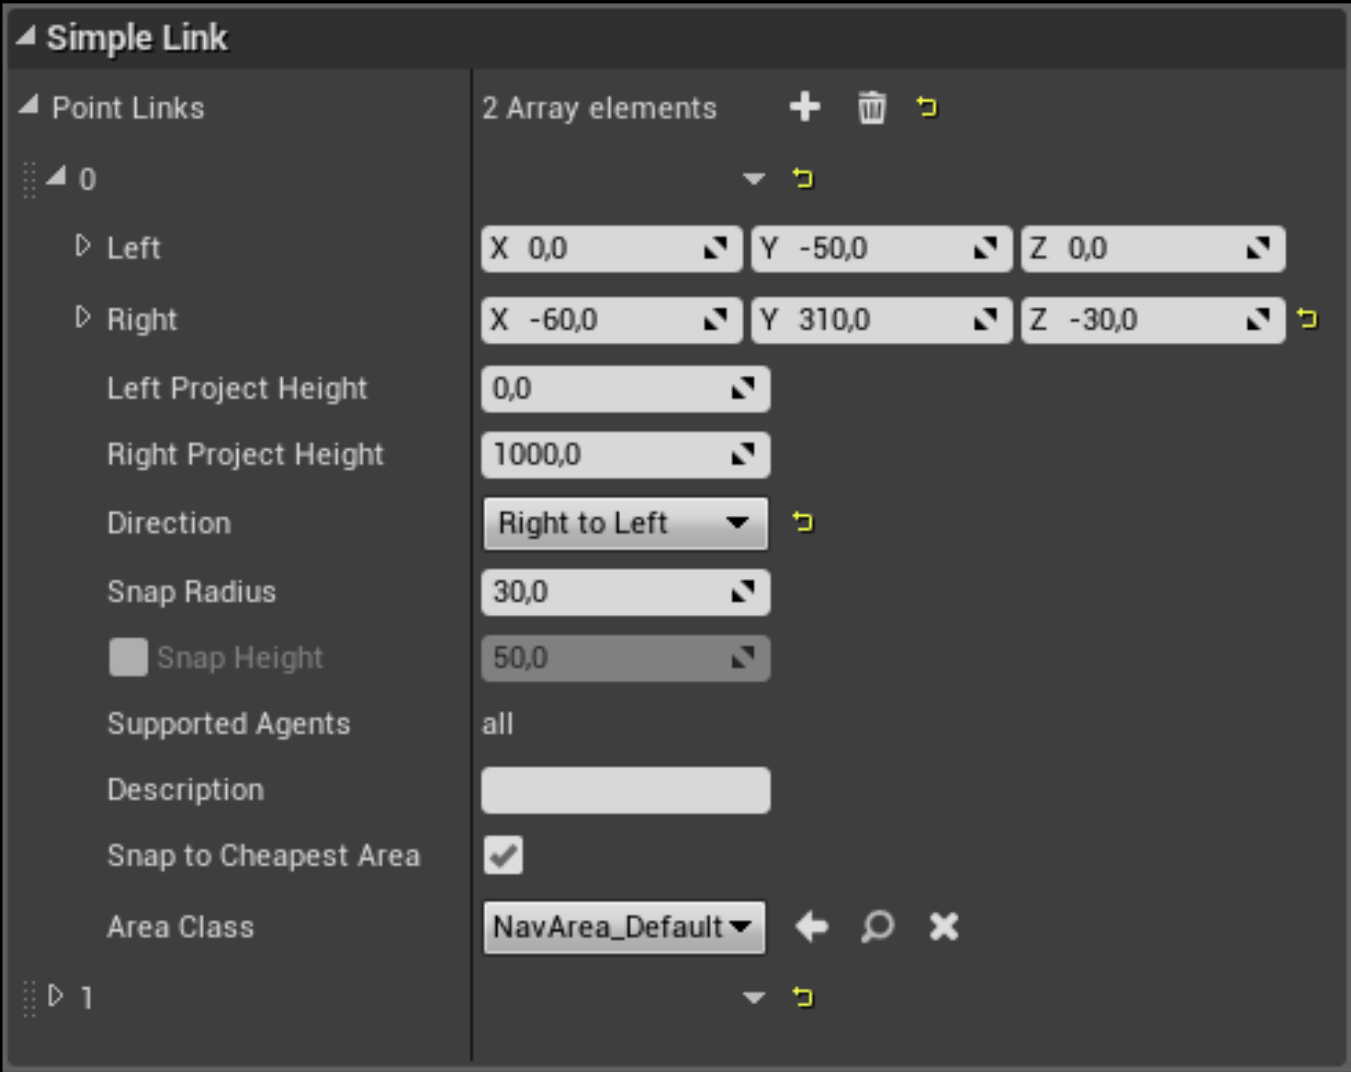 Simple Link
Point Links 2 Array elements
0
Left X 0,0 Y -50,0 Z 0,0
Right X -60,0 Y 310,0 Z -30,0
Left Project Height 0,0
Right Project Height 1000,0
Direction Right to Left
Snap Radius 30,0
Snap Height 50,0
Supported Agents all
Description
Snap to Cheapest Area
Area Class NavArea_Default
1